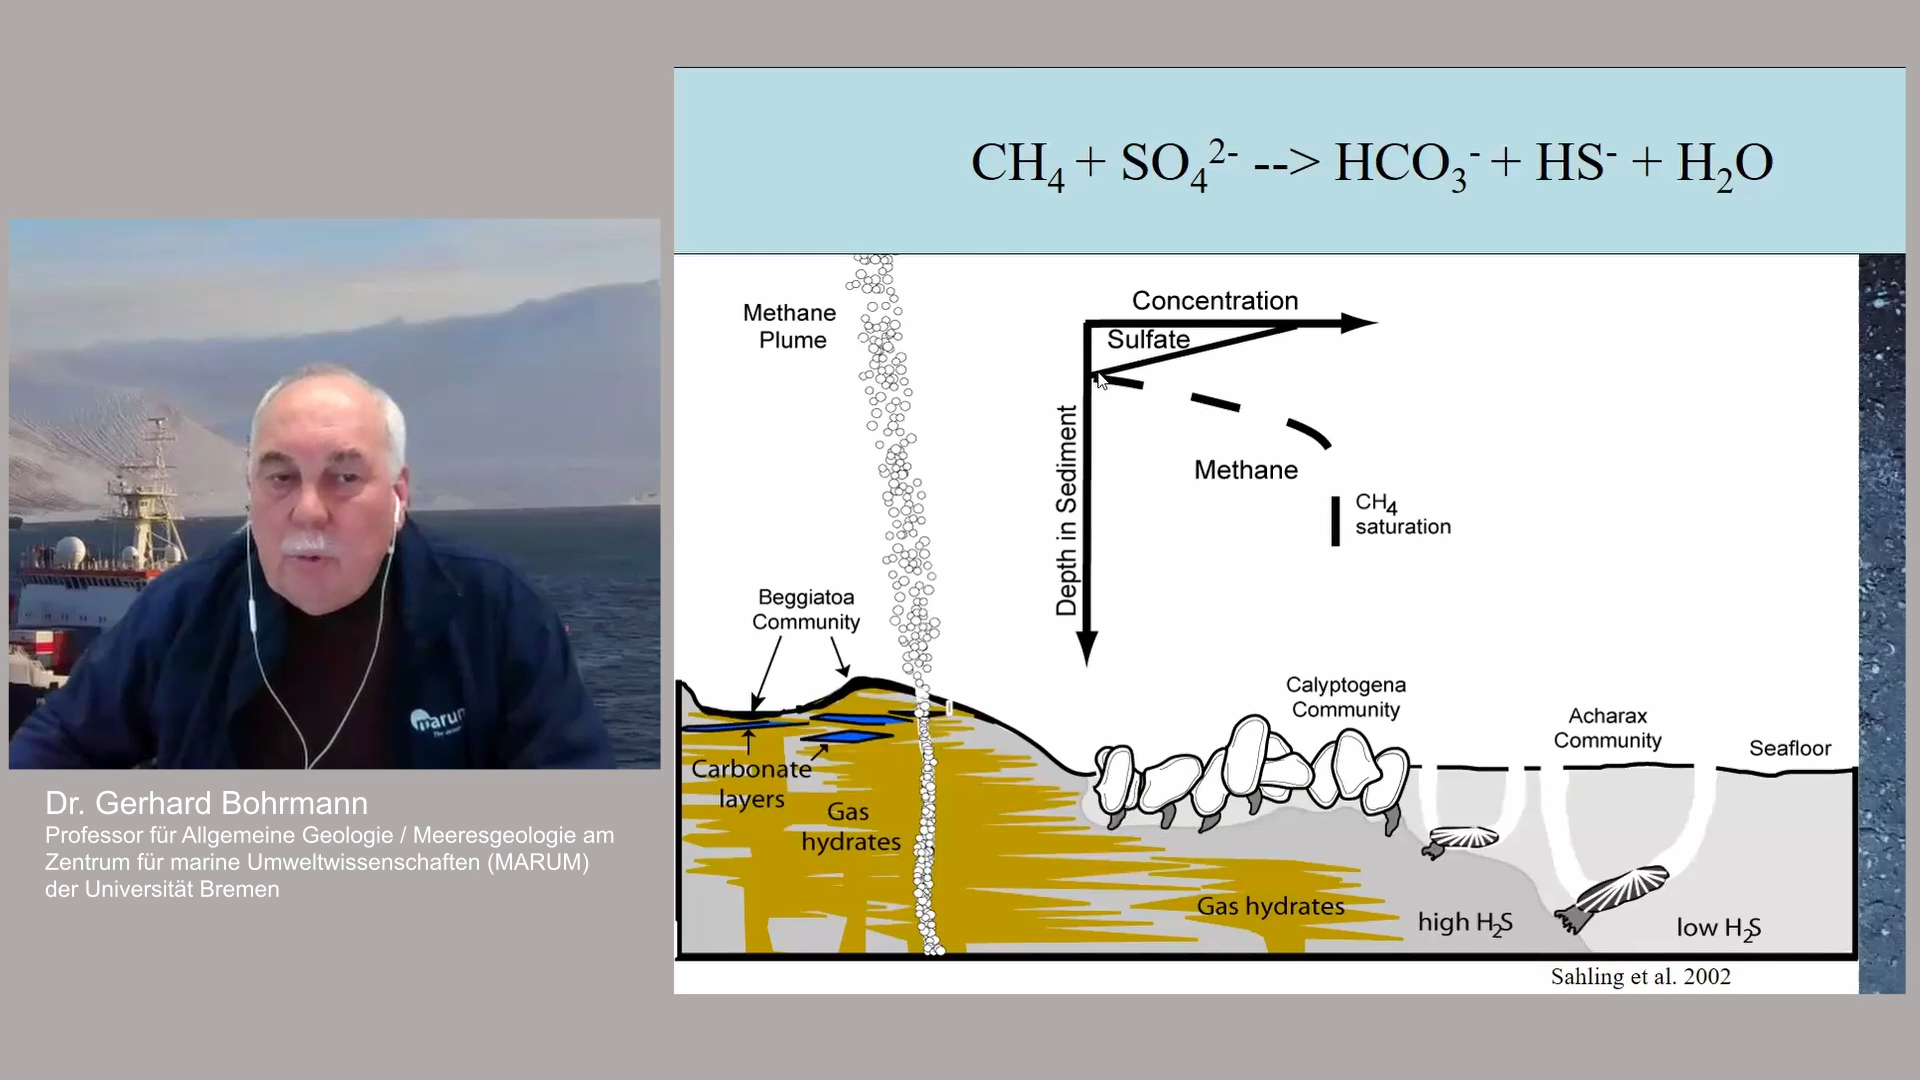 CH₄ + SO₄²⁻ --> HCO₃⁻ + HS⁻ + H₂O
Concentration
Sulfate
Methane
Plume
Depth in Sediment
Methane
CH₄
saturation
Beggiatoa
Community
Calyptogena
Community
Acharax
Community
Seafloor
Carbonate
layers
Gas
hydrates
Gas hydrates
high H₂S
low H₂S
Sahling et al. 2002
marum
Dr. Gerhard Bohrmann
Professor für Allgemeine Geologie / Meeresgeologie am
Zentrum für marine Umweltwissenschaften (MARUM)
der Universität Bremen